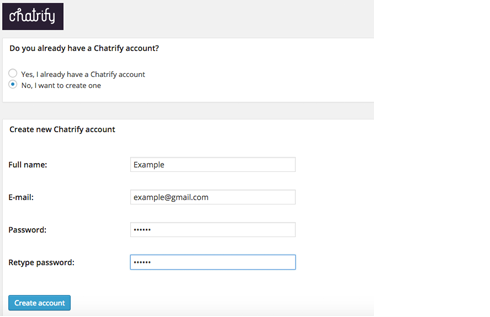 chatrify
Do you already have a Chatrify account?
Yes, I already have a Chatrify account
No, I want to create one
Create new Chatrify account
Full name: Example
E-mail: example@gmail.com
Password: ••••••
Retype password: ••••••
Create account